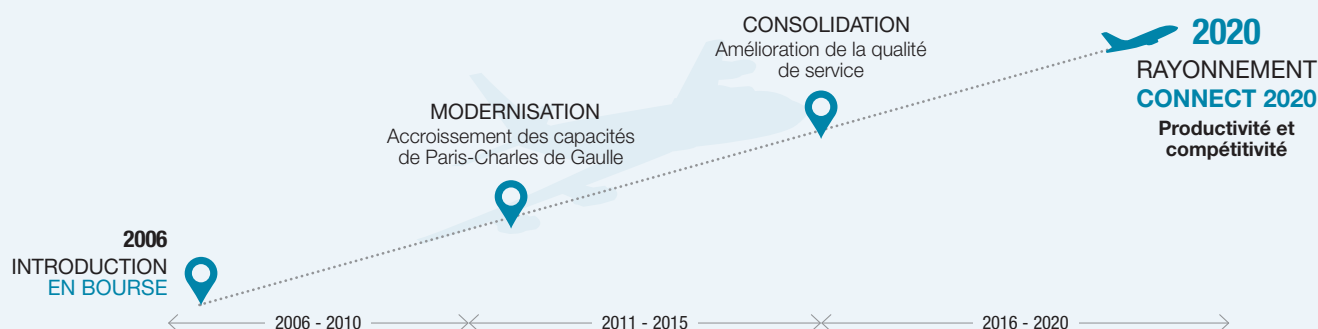 2006
INTRODUCTION
EN BOURSE
MODERNISATION
Accroissement des capacités
de Paris-Charles de Gaulle
CONSOLIDATION
Amélioration de la qualité
de service
2020
RAYONNEMENT
CONNECT 2020
Productivité et
compétitivité
2006 - 2010
2011 - 2015
2016 - 2020